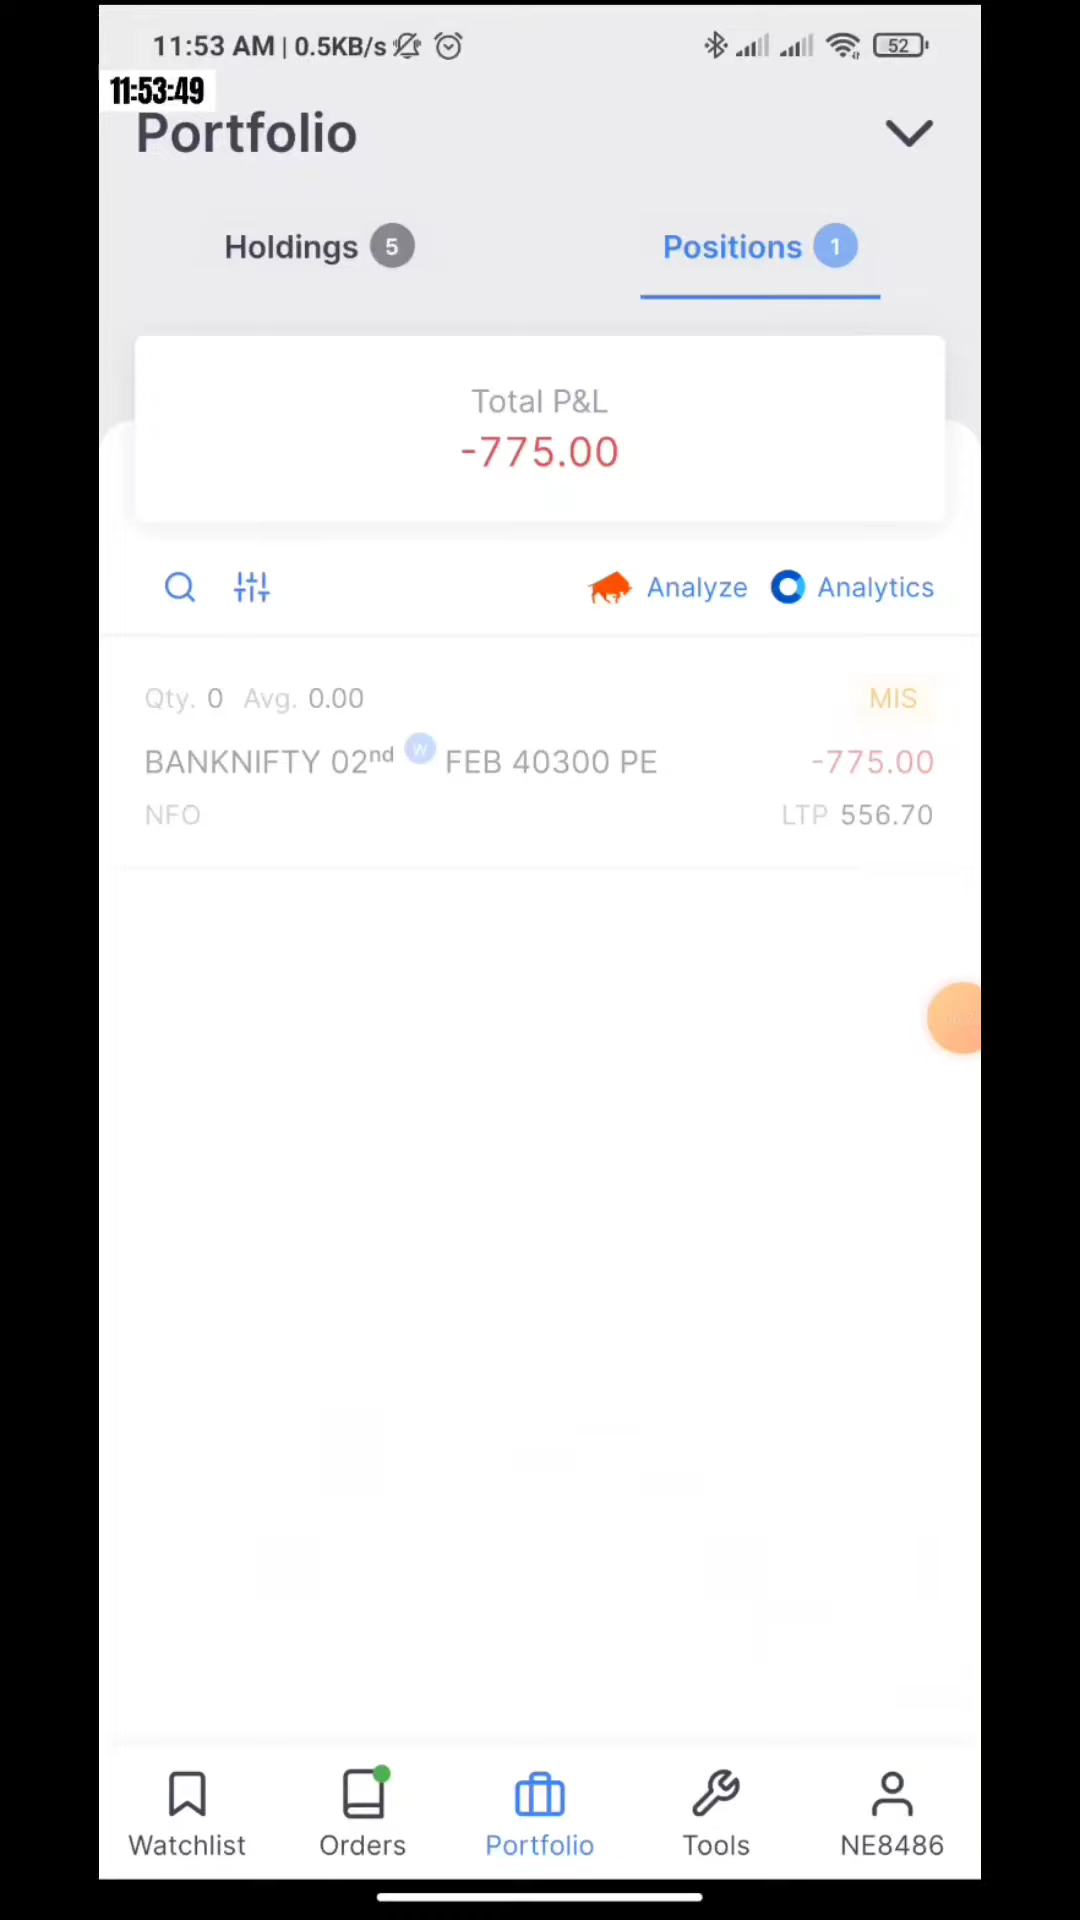 11:53 AM | 0.5KB/s 52
11:53:49
Portfolio
Holdings 5 Positions 1
Total P&L
-775.00
Analyze Analytics
Qty. 0 Avg. 0.00 MIS
BANKNIFTY 02nd W FEB 40300 PE -775.00
NFO LTP 556.70
Watchlist Orders Portfolio Tools NE8486